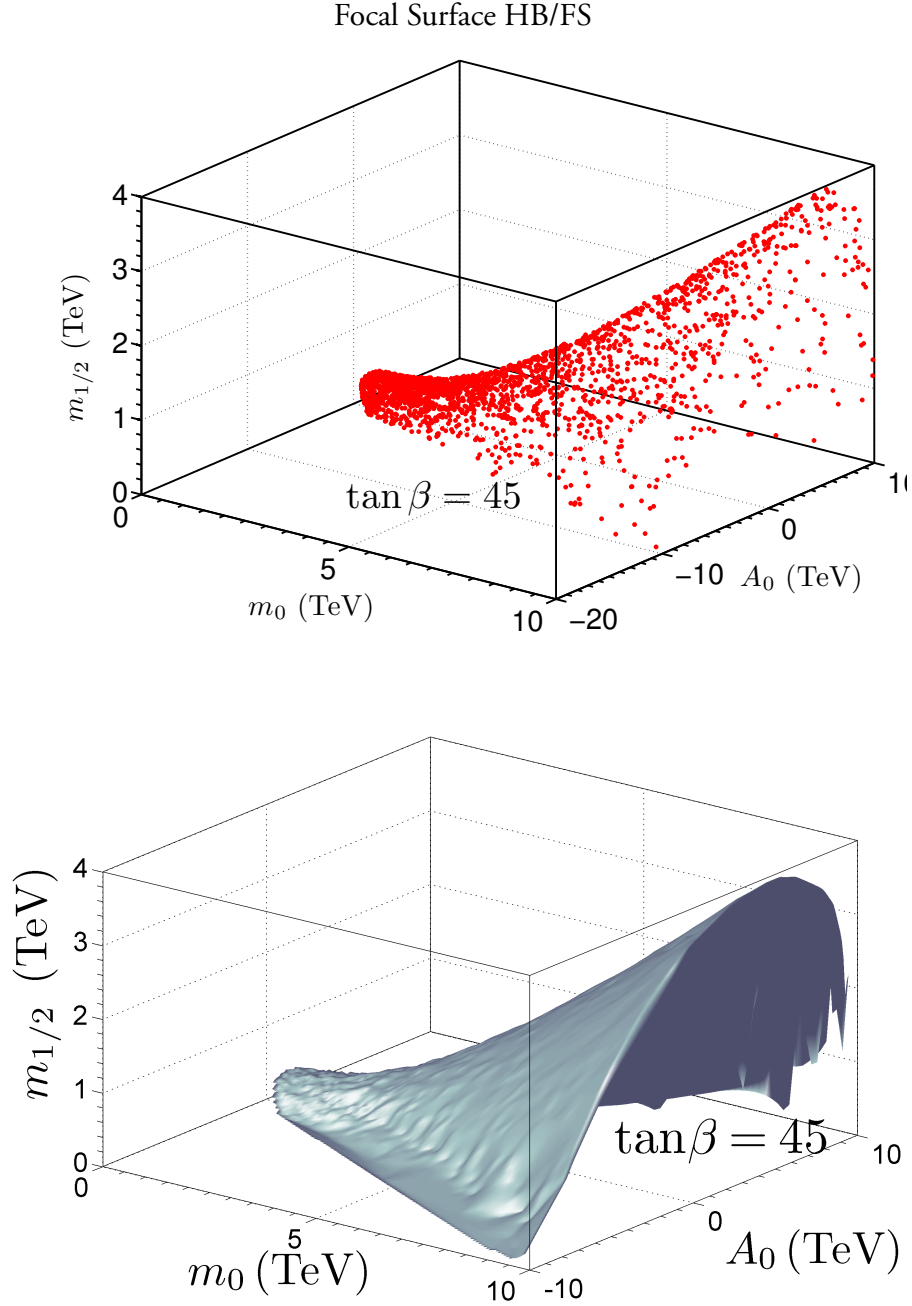 Focal Surface HB/FS
4
3
2
1
0
m₁/₂ (TeV)
0
5
10
m₀ (TeV)
tan β = 45
−20
−10
0
10
A₀ (TeV)
4
3
2
1
0
m₁/₂ (TeV)
0
5
10
m₀ (TeV)
tanβ = 45
-10
0
10
A₀ (TeV)